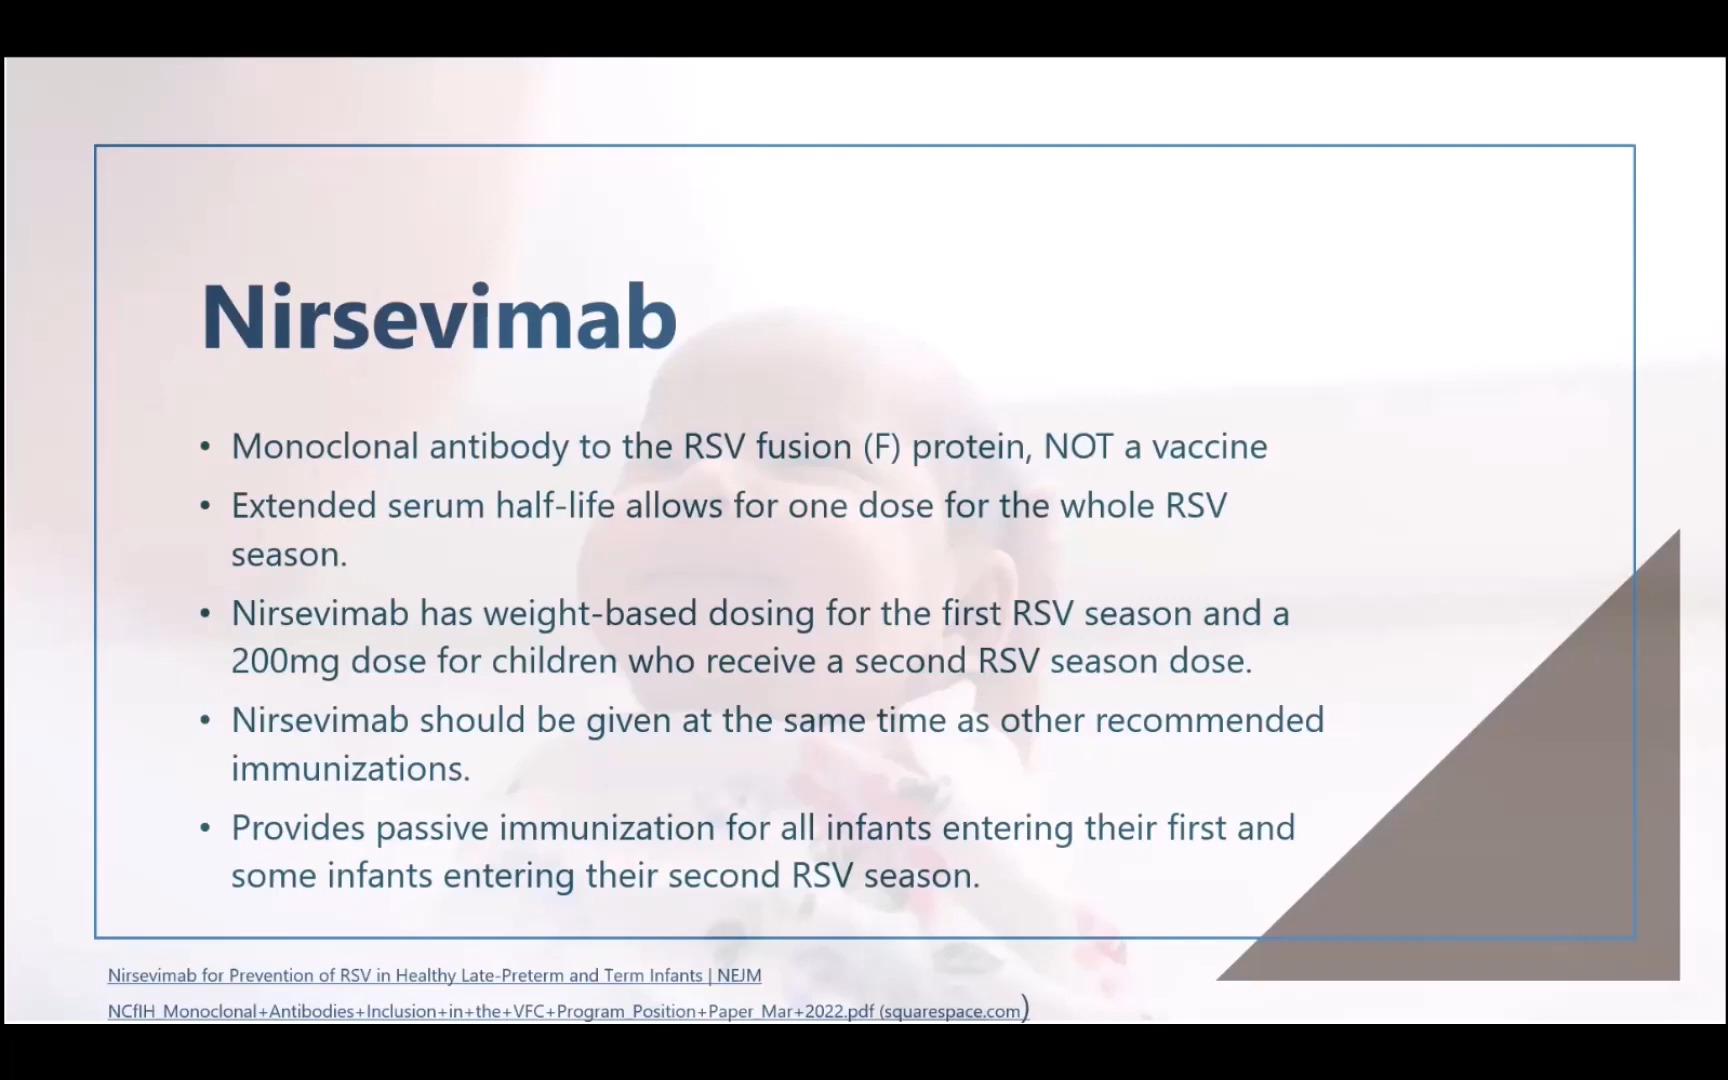 Nirsevimab
• Monoclonal antibody to the RSV fusion (F) protein, NOT a vaccine
• Extended serum half-life allows for one dose for the whole RSV
season.
• Nirsevimab has weight-based dosing for the first RSV season and a
200mg dose for children who receive a second RSV season dose.
• Nirsevimab should be given at the same time as other recommended
immunizations.
• Provides passive immunization for all infants entering their first and
some infants entering their second RSV season.
Nirsevimab for Prevention of RSV in Healthy Late-Preterm and Term Infants | NEJM
NCfIH_Monoclonal+Antibodies+Inclusion+in+the+VFC+Program_Position+Paper_Mar+2022.pdf (squarespace.com)